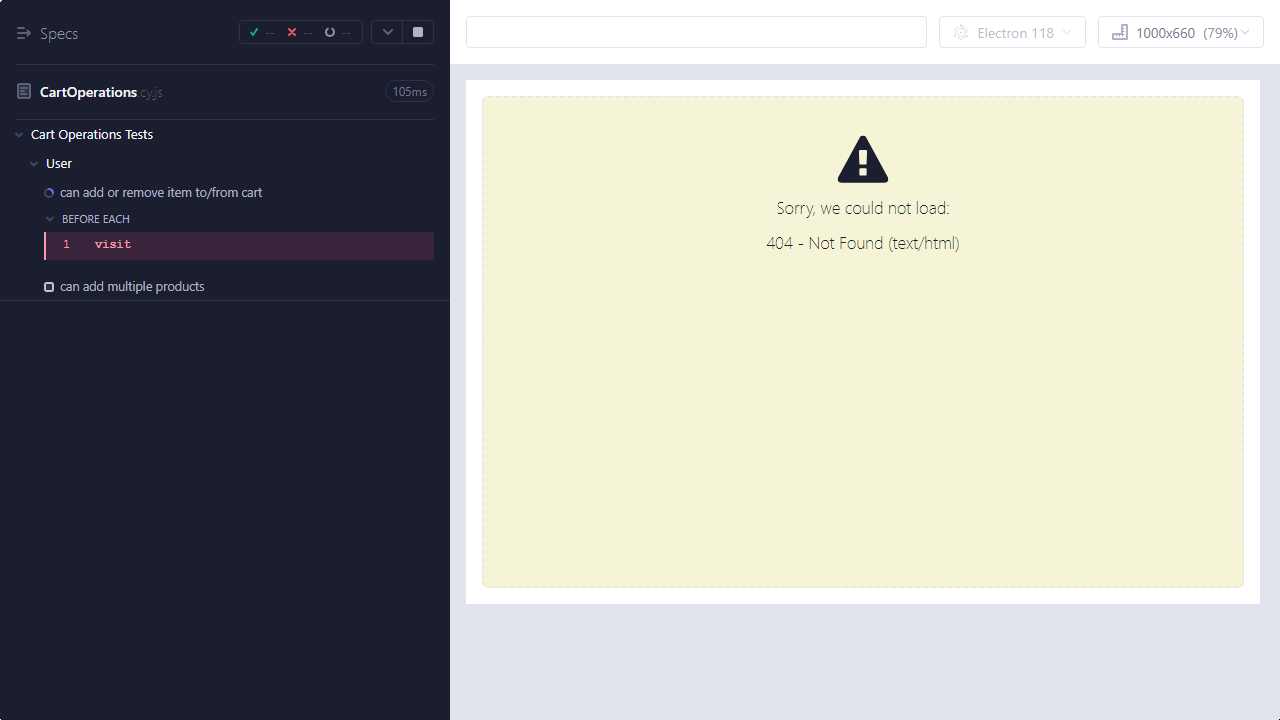 Specs
-- -- --
Electron 118
1000x660 (79%)
CartOperations cy.js
105ms
Cart Operations Tests
User
can add or remove item to/from cart
BEFORE EACH
1 visit
can add multiple products
Sorry, we could not load:
404 - Not Found (text/html)